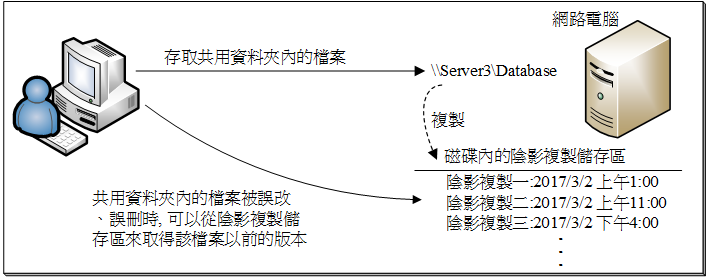 網路電腦
存取共用資料夾內的檔案
\\Server3\Database
複製
磁碟內的陰影複製儲存區
陰影複製一:2017/3/2 上午1:00
陰影複製二:2017/3/2 上午11:00
陰影複製三:2017/3/2 下午4:00
共用資料夾內的檔案被誤改
、誤刪時, 可以從陰影複製儲
存區來取得該檔案以前的版本